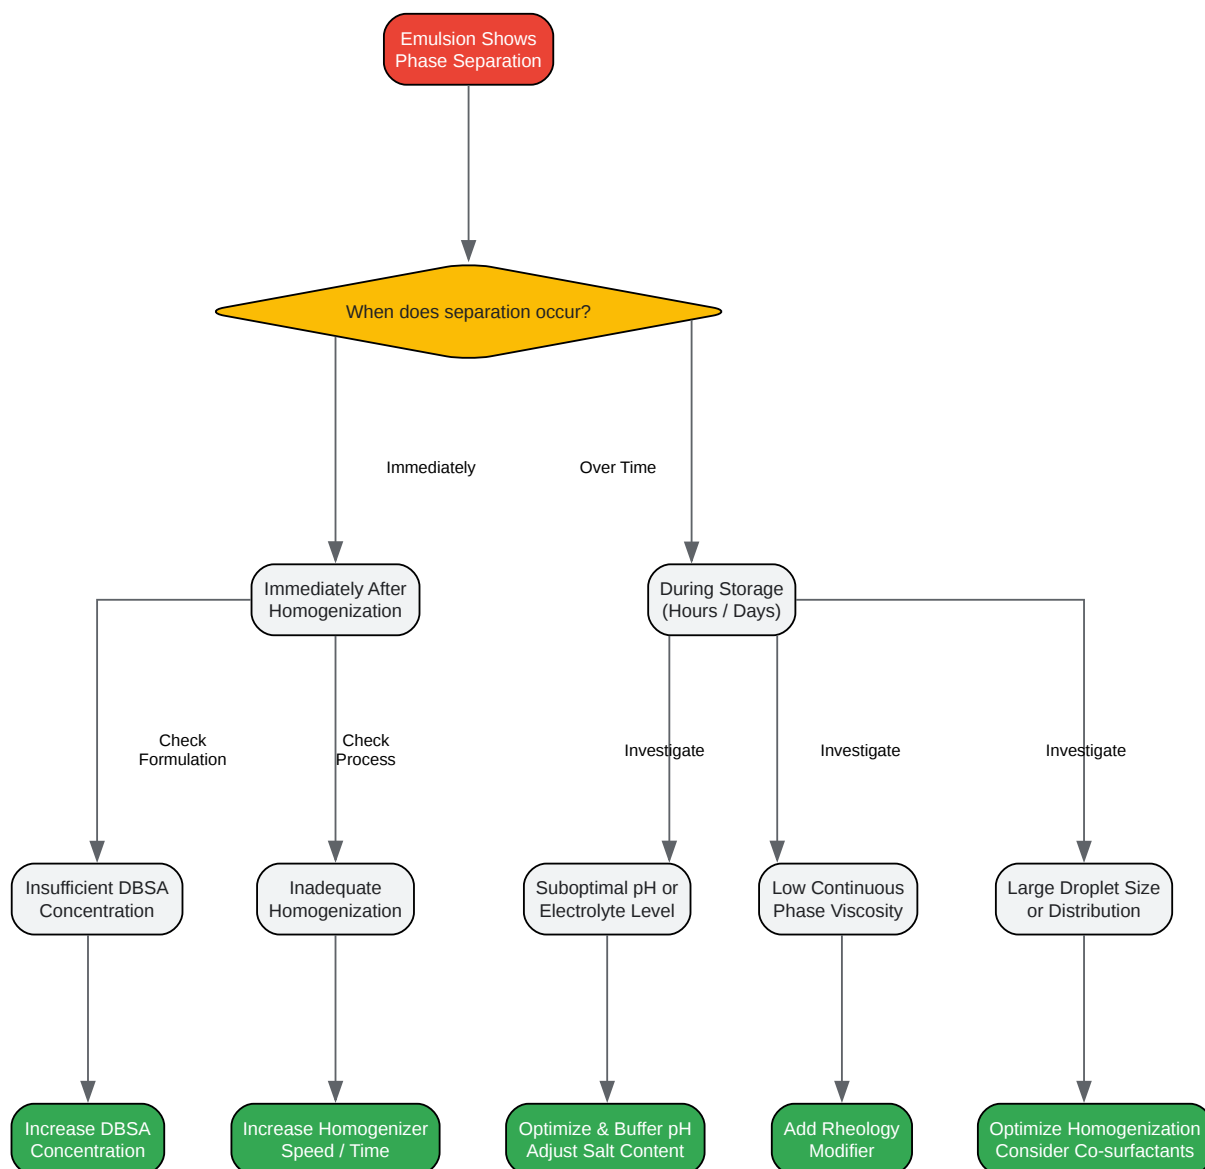 Emulsion Shows
Phase Separation
When does separation occur?
Immediately
Over Time
Immediately After
Homogenization
During Storage
(Hours / Days)
Check
Formulation
Check
Process
Investigate
Investigate
Investigate
Insufficient DBSA
Concentration
Inadequate
Homogenization
Suboptimal pH or
Electrolyte Level
Low Continuous
Phase Viscosity
Large Droplet Size
or Distribution
Increase DBSA
Concentration
Increase Homogenizer
Speed / Time
Optimize & Buffer pH
Adjust Salt Content
Add Rheology
Modifier
Optimize Homogenization
Consider Co-surfactants